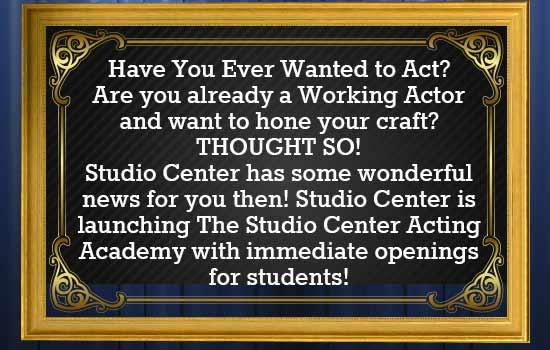 Have You Ever Wanted to Act?
Are you already a Working Actor
and want to hone your craft?
THOUGHT SO!
Studio Center has some wonderful
news for you then! Studio Center is
launching The Studio Center Acting
Academy with immediate openings
for students!